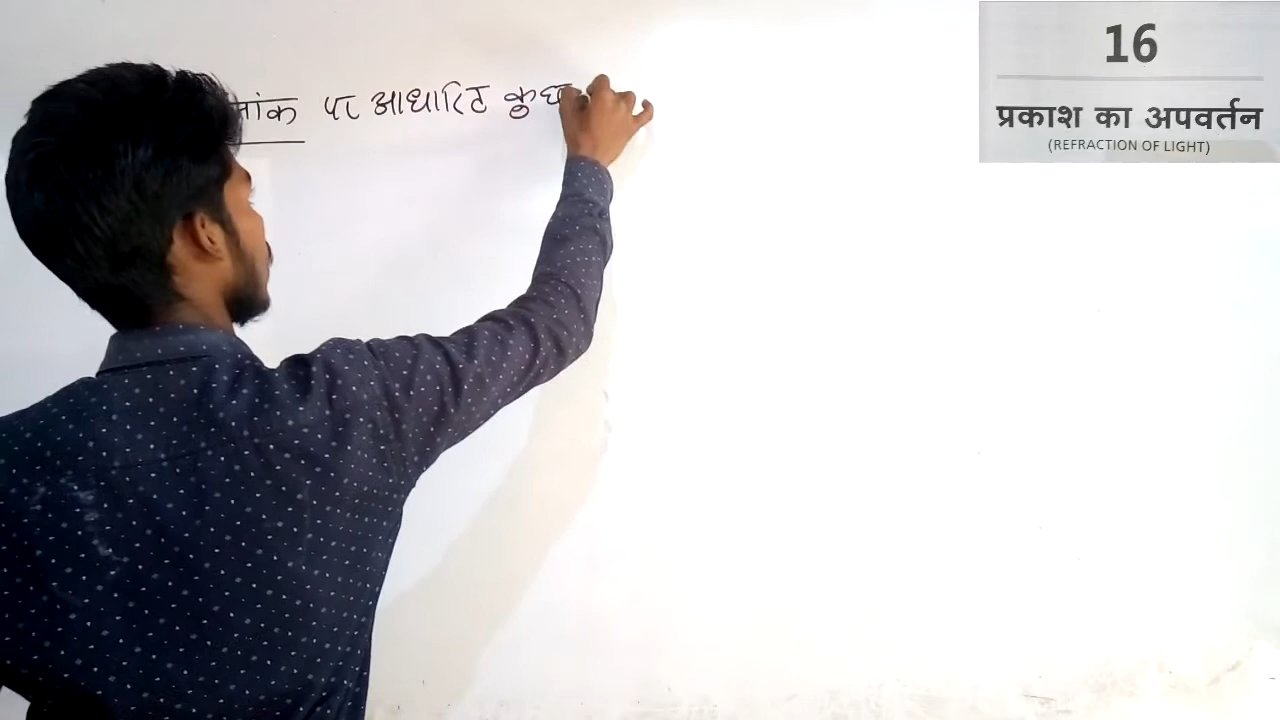 पर आधारित कुछ
16
प्रकाश का अपवर्तन
(REFRACTION OF LIGHT)